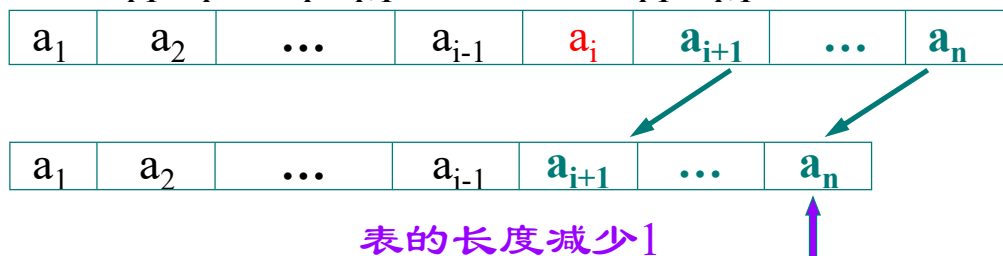 a₁ a₂ … aᵢ₋₁ aᵢ aᵢ₊₁ … aₙ
a₁ a₂ … aᵢ₋₁ aᵢ₊₁ … aₙ
表的长度减少1